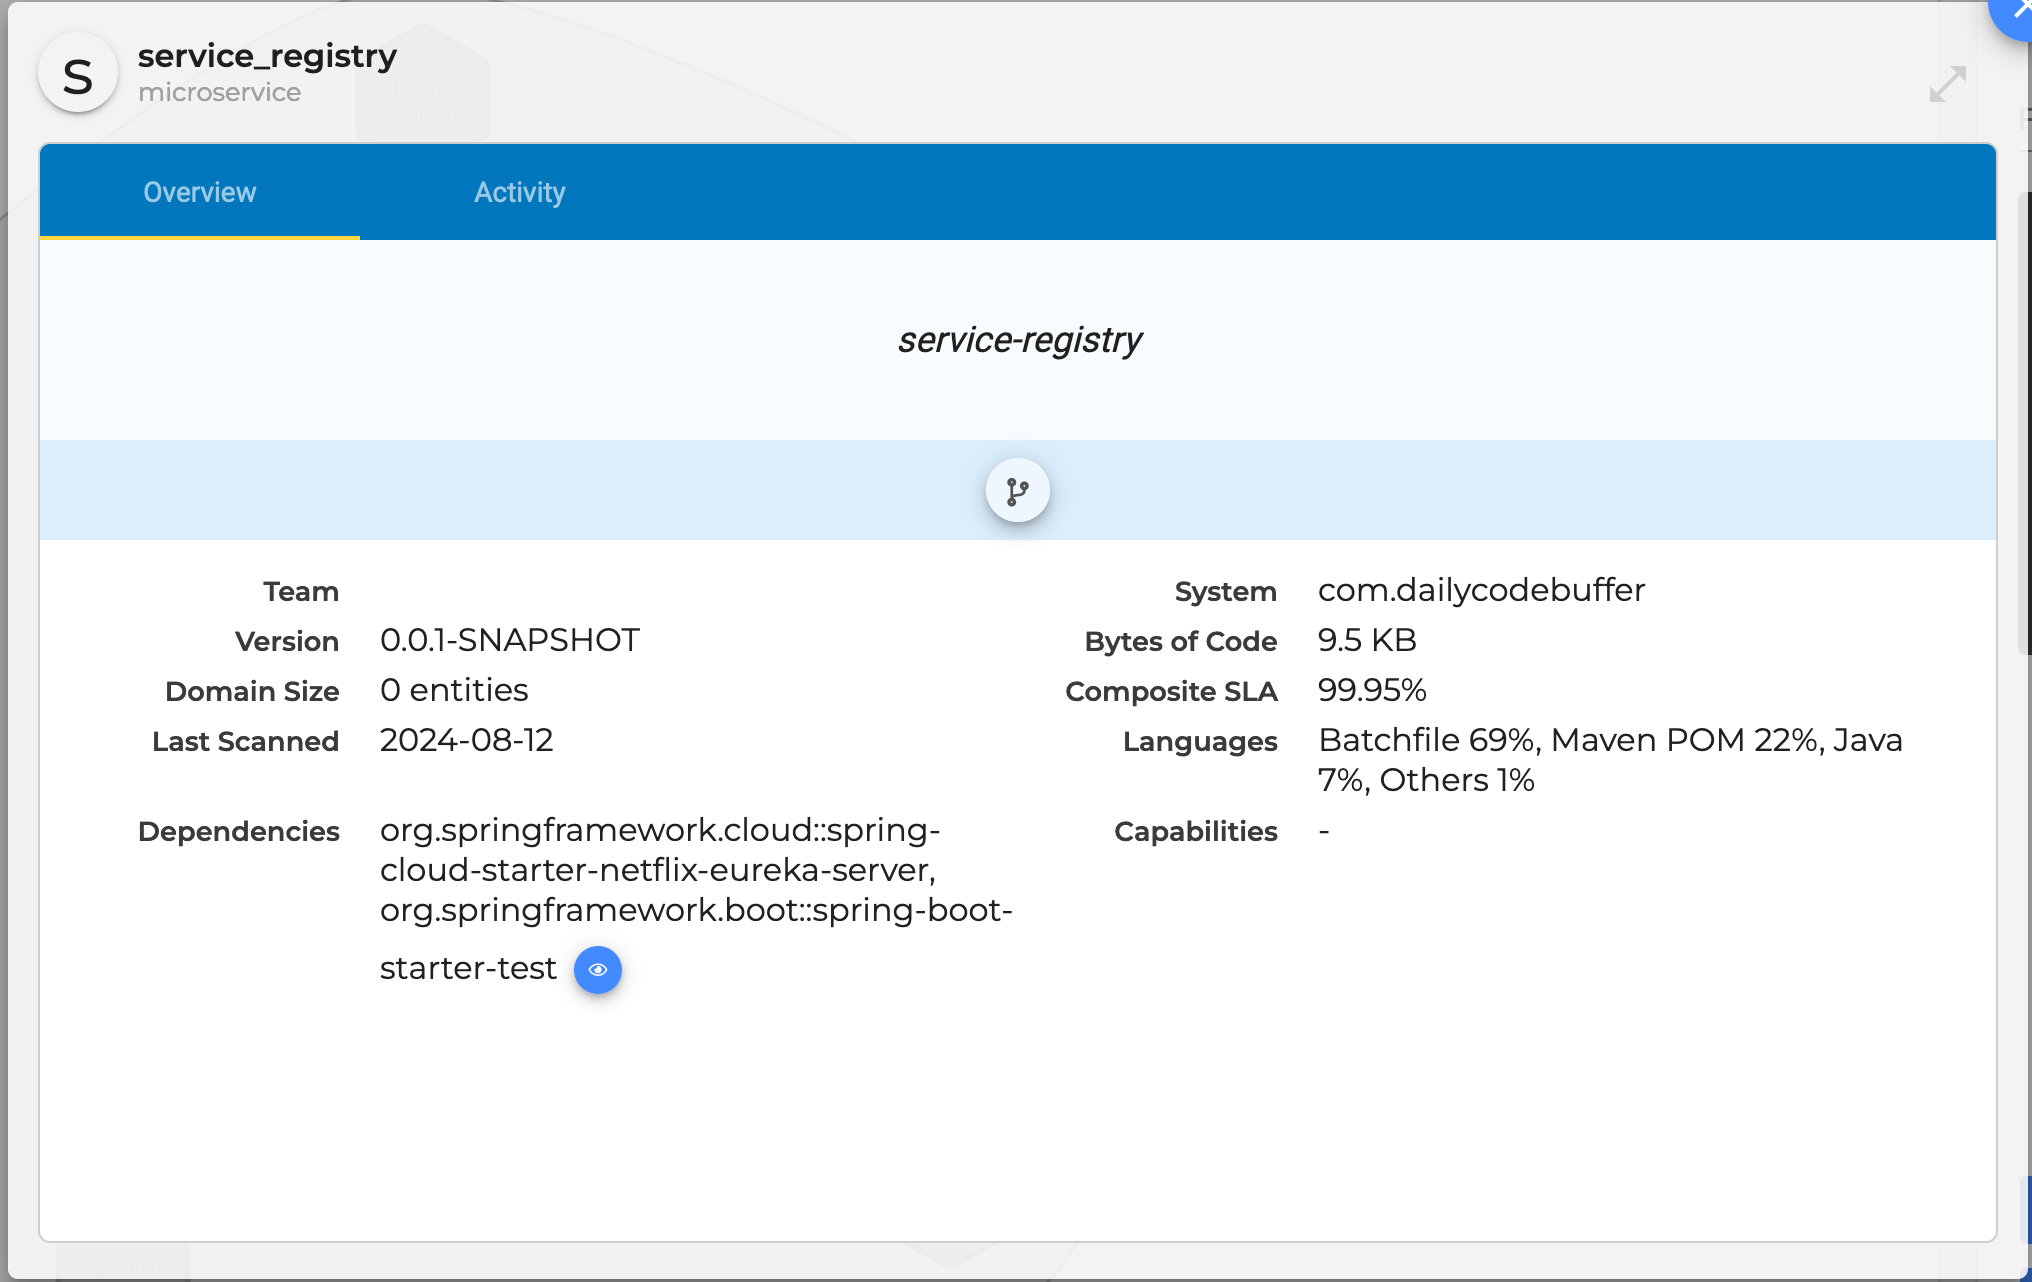 S
service_registry
microservice
Overview
Activity
service-registry
Team
Version 0.0.1-SNAPSHOT
Domain Size 0 entities
Last Scanned 2024-08-12
Dependencies org.springframework.cloud::spring-
cloud-starter-netflix-eureka-server,
org.springframework.boot::spring-boot-
starter-test
System com.dailycodebuffer
Bytes of Code 9.5 KB
Composite SLA 99.95%
Languages Batchfile 69%, Maven POM 22%, Java
7%, Others 1%
Capabilities -